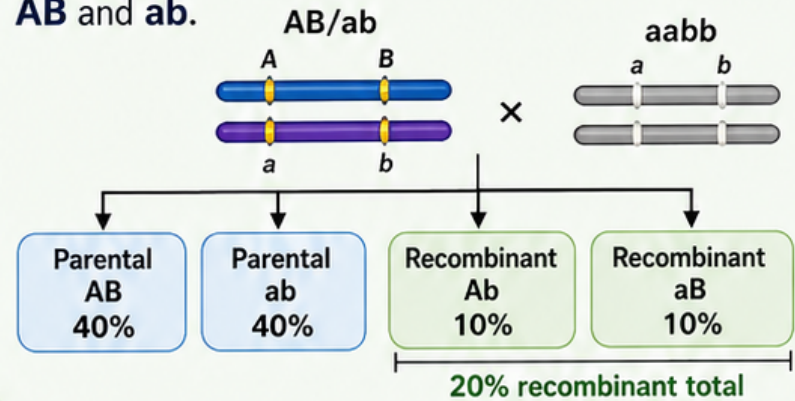 AB and ab.
AB/ab
A B
a b
×
aabb
a b
Parental
AB
40%
Parental
ab
40%
Recombinant
Ab
10%
Recombinant
aB
10%
20% recombinant total